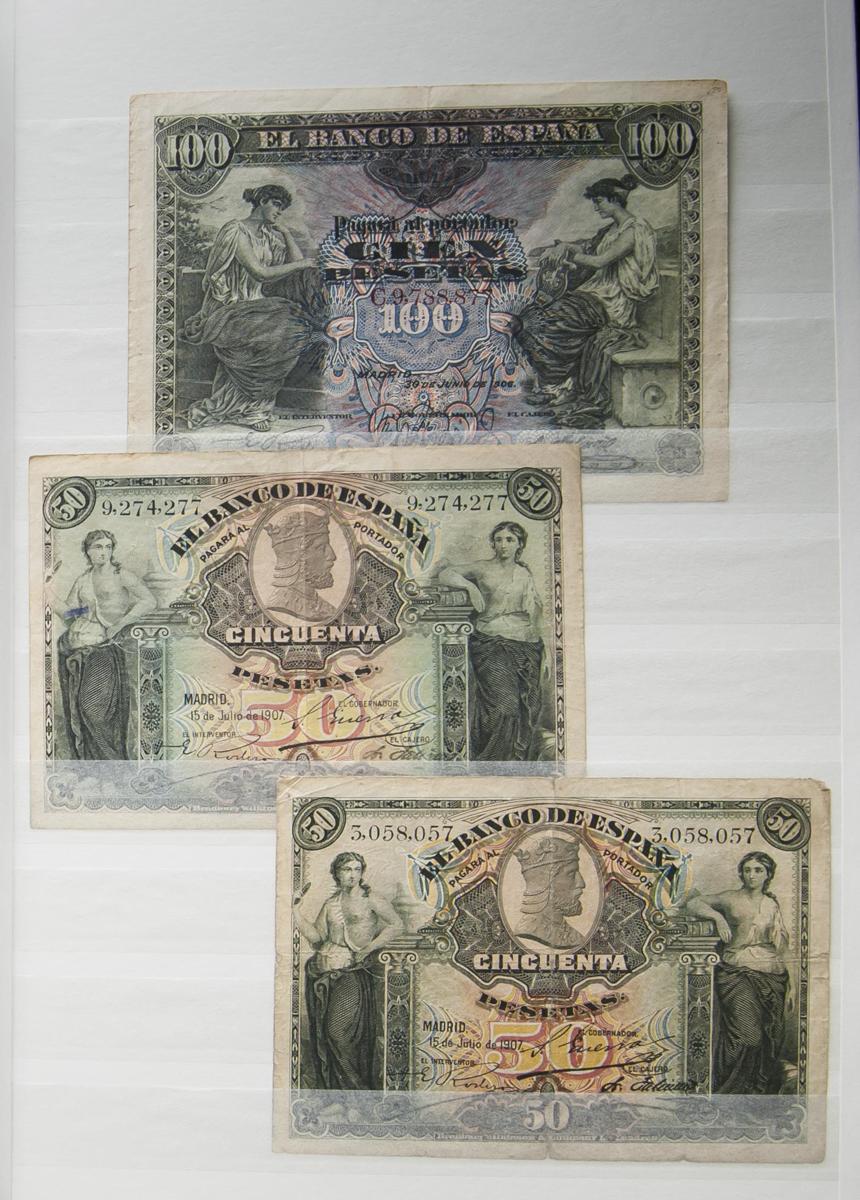 100 EL BANCO DE ESPAÑA 100
Pagará al portador
CIEN
PESETAS
C 9,788,87
100
MADRID
30 DE JUNIO DE 1906.
EL INTERVENTOR EL GOBERNADOR EL CAJERO
50 50
9,274,277 9,274,277
EL BANCO DE ESPAÑA
PAGARÁ AL PORTADOR
CINCUENTA
PESETAS.
50
MADRID.
15 de Julio de 1907.
EL GOBERNADOR
EL INTERVENTOR EL CAJERO
50 50
3,058,057 3,058,057
EL BANCO DE ESPAÑA
PAGARÁ AL PORTADOR
CINCUENTA
PESETAS.
50
MADRID.
15 de Julio de 1907.
EL GOBERNADOR
EL INTERVENTOR EL CAJERO
50